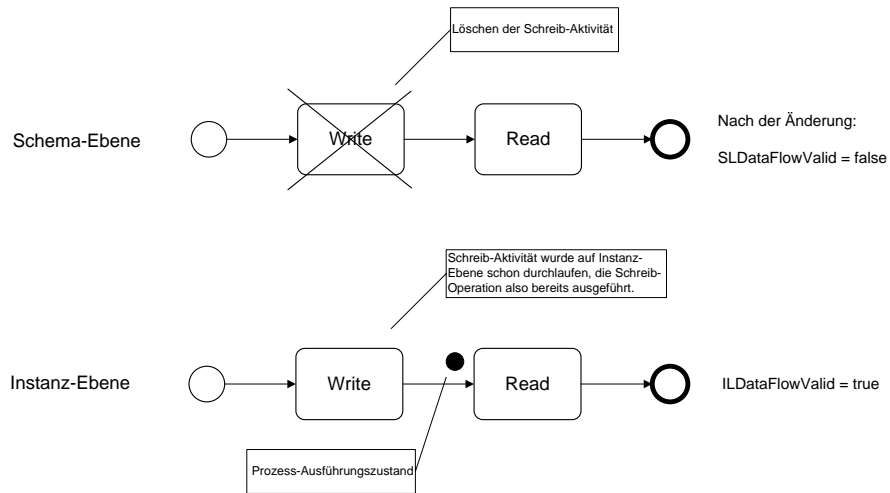 Löschen der Schreib-Aktivität
Schema-Ebene
Write
Read
Nach der Änderung:
SLDataFlowValid = false
Schreib-Aktivität wurde auf Instanz-
Ebene schon durchlaufen, die Schreib-
Operation also bereits ausgeführt.
Instanz-Ebene
Write
Read
ILDataFlowValid = true
Prozess-Ausführungszustand